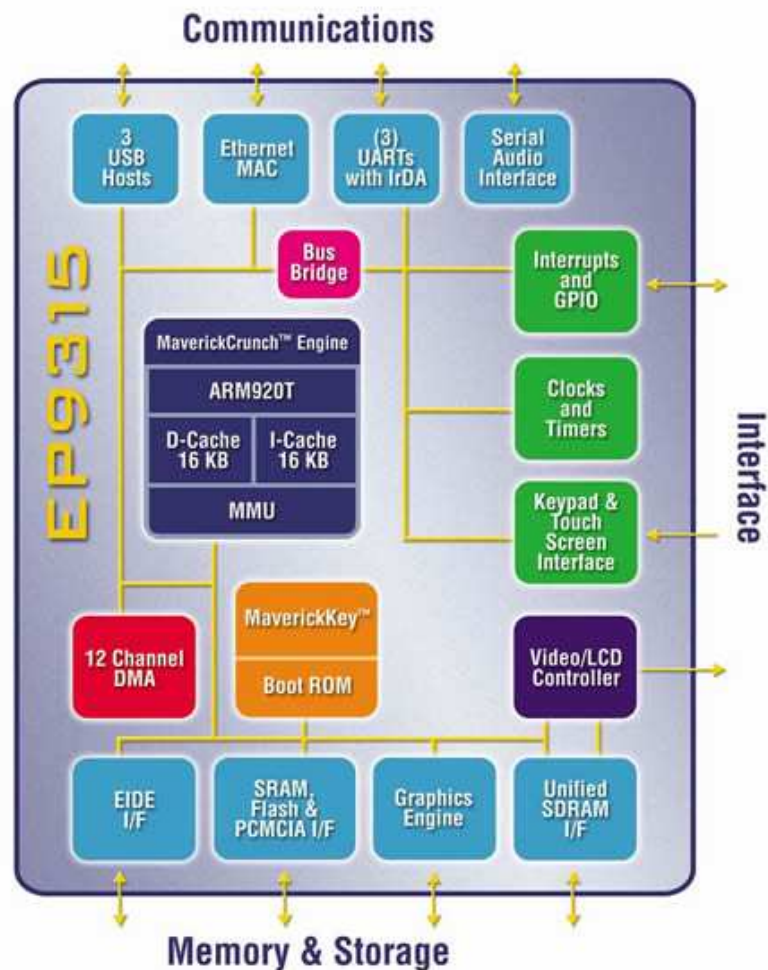 Communications
3
USB
Hosts
Ethernet
MAC
(3)
UARTs
with IrDA
Serial
Audio
Interface
Bus
Bridge
Interrupts
and
GPIO
EP9315
MaverickCrunch™ Engine
ARM920T
D-Cache
16 KB
I-Cache
16 KB
MMU
Clocks
and
Timers
Interface
Keypad &
Touch
Screen
Interface
12 Channel
DMA
MaverickKey™
Boot ROM
Video/LCD
Controller
EIDE
I/F
SRAM,
Flash &
PCMCIA I/F
Graphics
Engine
Unified
SDRAM
I/F
Memory & Storage